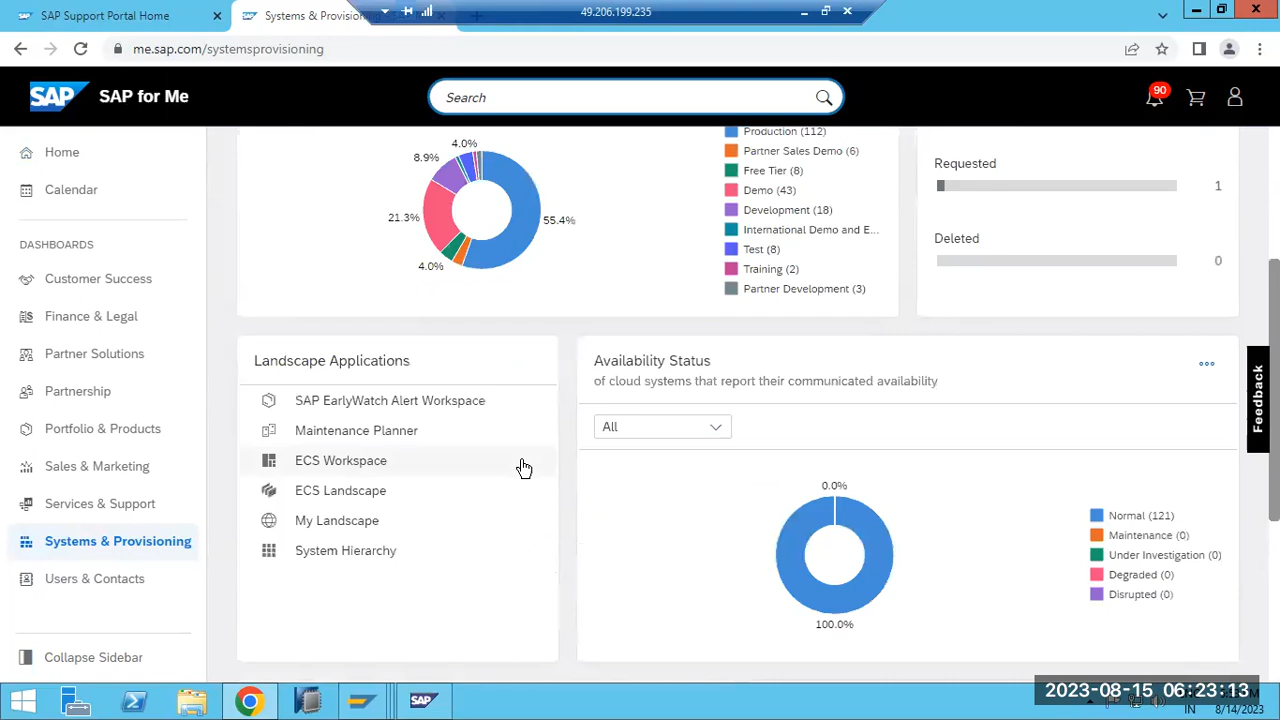 SAP Support Portal Home
Systems & Provisioning
49.206.199.235
me.sap.com/systemsprovisioning
SAP
SAP for Me
Search
90
Home
Calendar
DASHBOARDS
Customer Success
Finance & Legal
Partner Solutions
Partnership
Portfolio & Products
Sales & Marketing
Services & Support
Systems & Provisioning
Users & Contacts
Collapse Sidebar
4.0%
8.9%
21.3%
55.4%
4.0%
Production (112)
Partner Sales Demo (6)
Free Tier (8)
Demo (43)
Development (18)
International Demo and E...
Test (8)
Training (2)
Partner Development (3)
Requested
1
Deleted
0
Landscape Applications
SAP EarlyWatch Alert Workspace
Maintenance Planner
ECS Workspace
ECS Landscape
My Landscape
System Hierarchy
Availability Status
of cloud systems that report their communicated availability
All
0.0%
100.0%
Normal (121)
Maintenance (0)
Under Investigation (0)
Degraded (0)
Disrupted (0)
Feedback
SAP
2023-08-15 06:23:13
IN
8/14/2023